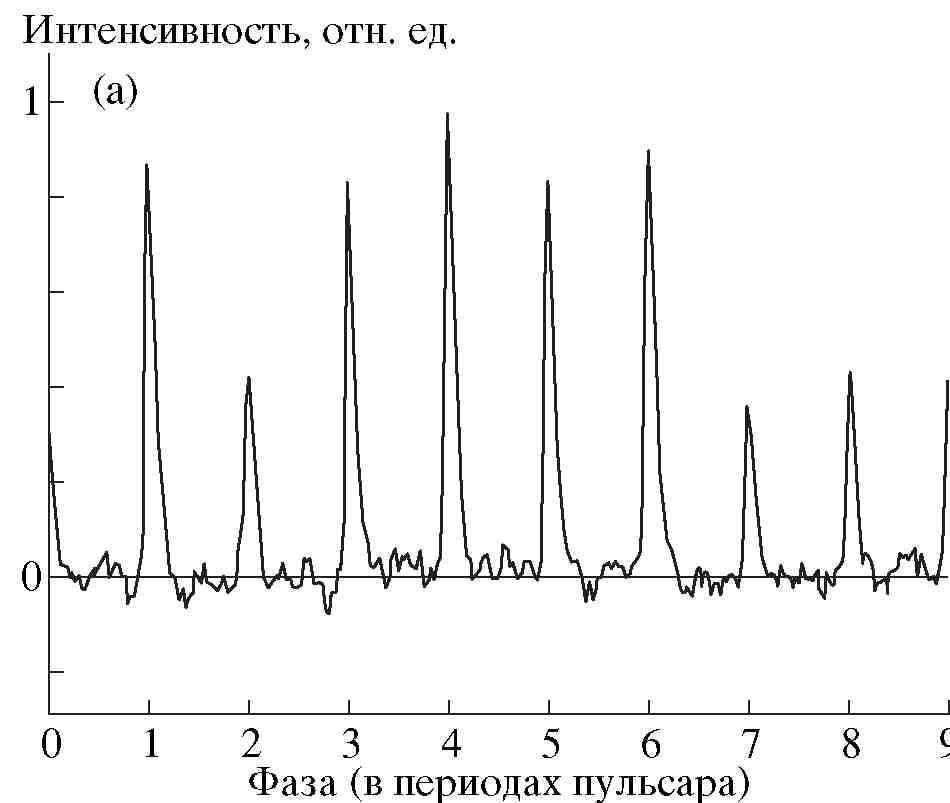 Интенсивность, отн. ед.
(а)
1
0
0 1 2 3 4 5 6 7 8 9
Фаза (в периодах пульсара)